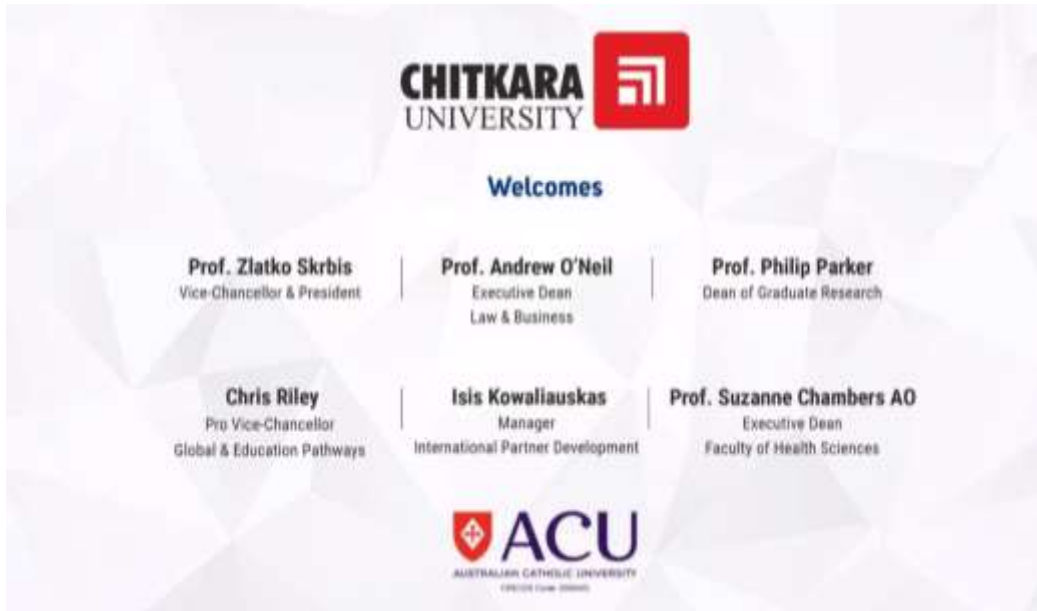 CHITKARA
UNIVERSITY
Welcomes
Prof. Zlatko Skrbis
Vice-Chancellor & President
Prof. Andrew O'Neil
Executive Dean
Law & Business
Prof. Philip Parker
Dean of Graduate Research
Chris Riley
Pro Vice-Chancellor
Global & Education Pathways
Isis Kowaliauskas
Manager
International Partner Development
Prof. Suzanne Chambers AO
Executive Dean
Faculty of Health Sciences
ACU
AUSTRALIAN CATHOLIC UNIVERSITY